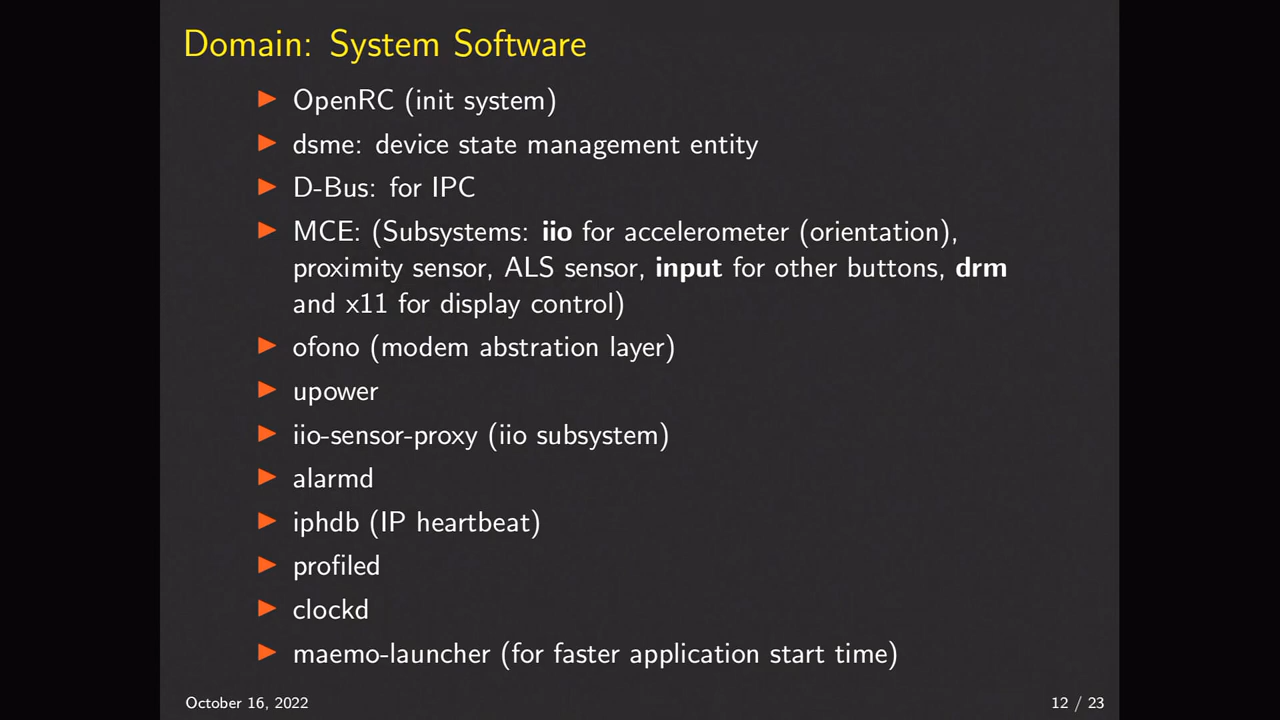 Domain: System Software
OpenRC (init system)
dsme: device state management entity
D-Bus: for IPC
MCE: (Subsystems: iio for accelerometer (orientation),
proximity sensor, ALS sensor, input for other buttons, drm
and x11 for display control)
ofono (modem abstration layer)
upower
iio-sensor-proxy (iio subsystem)
alarmd
iphdb (IP heartbeat)
profiled
clockd
maemo-launcher (for faster application start time)
October 16, 2022
12 / 23